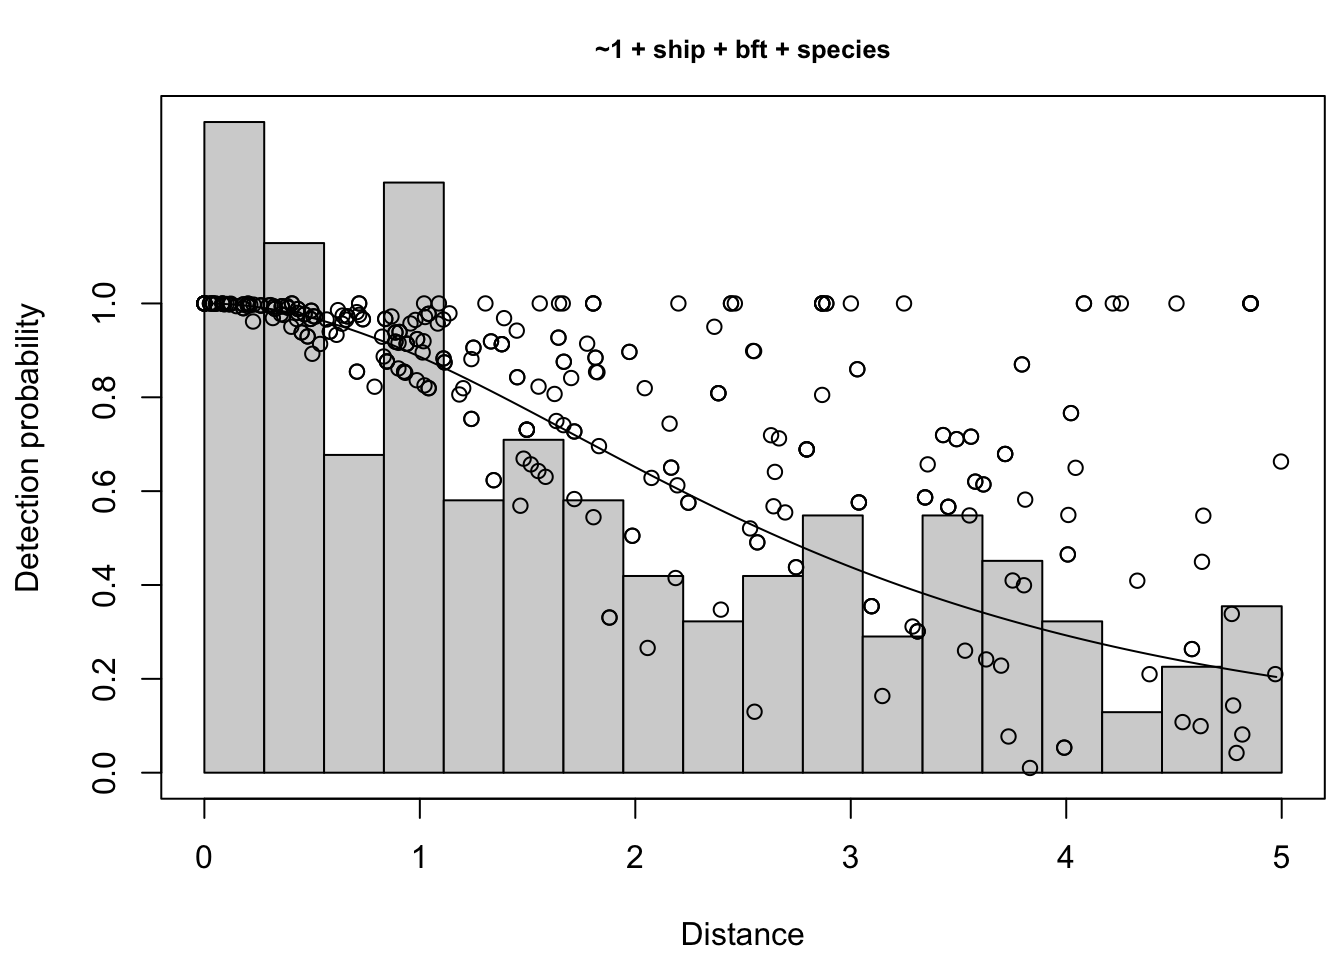 ~1 + ship + bft + species
Detection probability
1.0
0.8
0.6
0.4
0.2
0.0
0 1 2 3 4 5
Distance